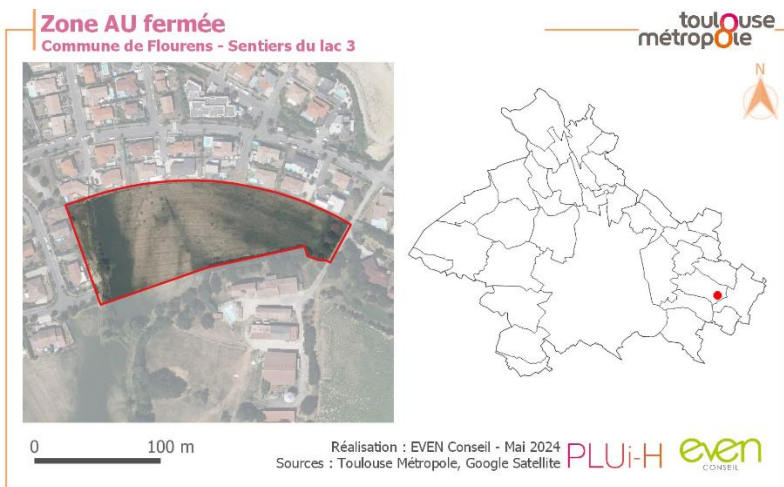 Zone AU fermée
Commune de Flourens - Sentiers du lac 3
toulouse
métropole
N
0 100 m
Réalisation : EVEN Conseil - Mai 2024
Sources : Toulouse Métropole, Google Satellite
PLUi-H
even
CONSEIL